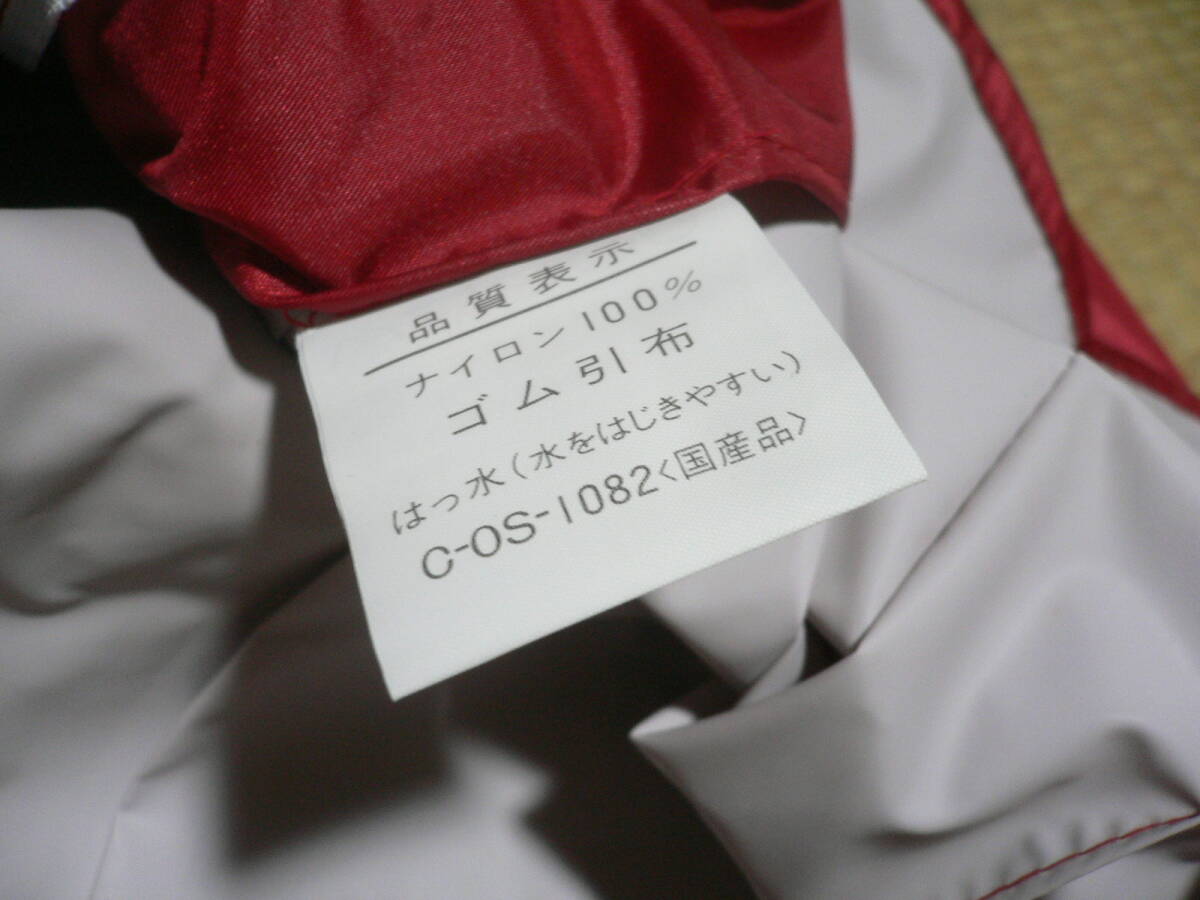 品質表示
ナイロン100%
ゴム引布
はっ水(水をはじきやすい)
C-OS-1082<国産品>